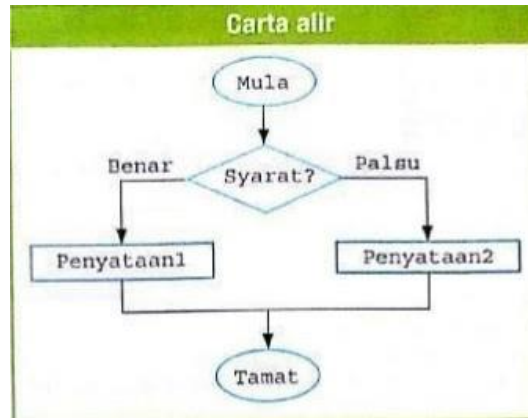 Carta alir
Mula
Benar
Palsu
Syarat?
Penyataan1
Penyataan2
Tamat